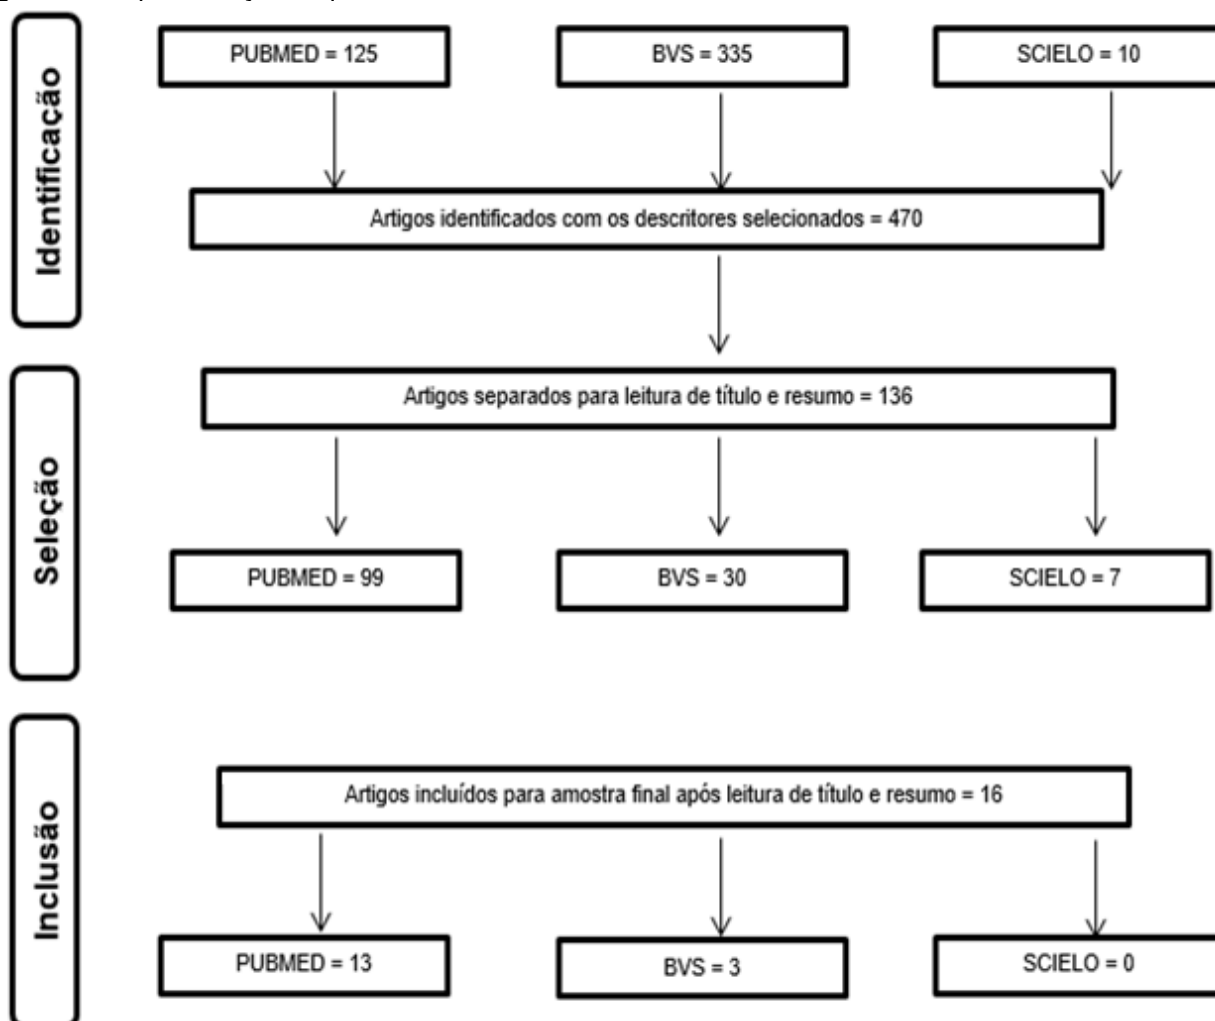 Identificação
PUBMED = 125
BVS = 335
SCIELO = 10
Artigos identificados com os descritores selecionados = 470
Seleção
Artigos separados para leitura de título e resumo = 136
PUBMED = 99
BVS = 30
SCIELO = 7
Inclusão
Artigos incluídos para amostra final após leitura de título e resumo = 16
PUBMED = 13
BVS = 3
SCIELO = 0